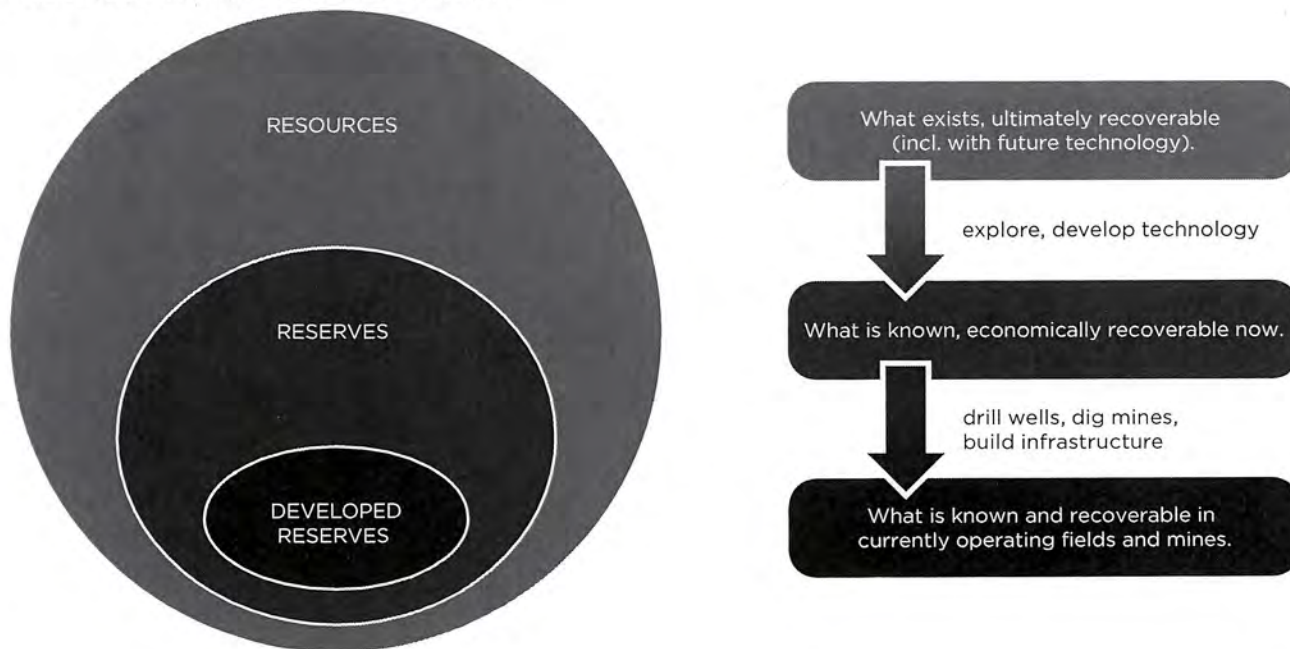 RESOURCES
RESERVES
DEVELOPED
RESERVES
What exists, ultimately recoverable
(incl. with future technology).
explore, develop technology
What is known, economically recoverable now.
drill wells, dig mines,
build infrastructure
What is known and recoverable in
currently operating fields and mines.